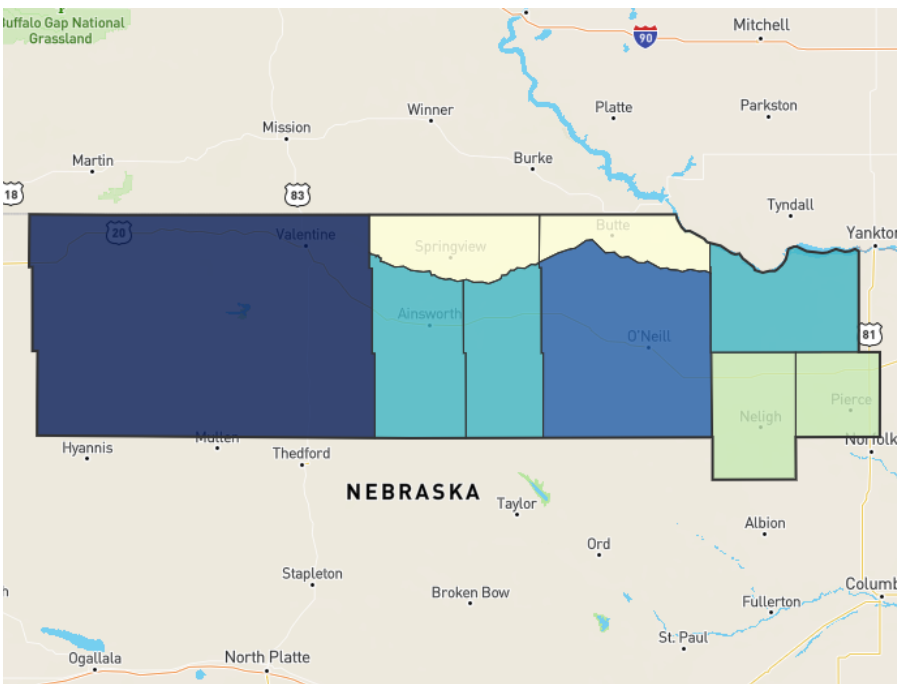 Buffalo Gap National
Grassland
90
Mitchell
Winner
Platte
Parkston
Mission
Burke
Martin
18
83
Tyndall
20
Valentine
Springview
Butte
Yankton
Ainsworth
O'Neill
81
Neligh
Pierce
Hyannis
Mullen
Thedford
Norfolk
NEBRASKA
Taylor
Albion
Ord
Stapleton
Broken Bow
Fullerton
Columb
St. Paul
Ogallala
North Platte